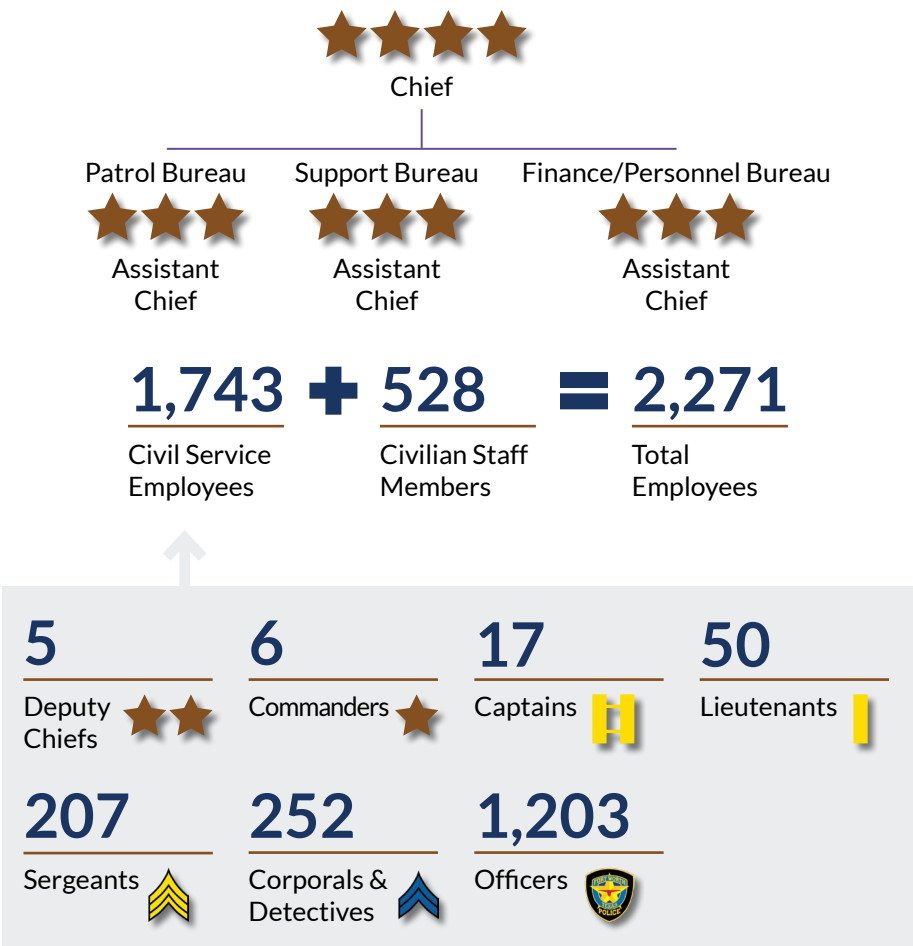 Chief
Patrol Bureau
Support Bureau
Finance/Personnel Bureau
Assistant
Chief
Assistant
Chief
Assistant
Chief
1,743 + 528 = 2,271
Civil Service
Employees
Civilian Staff
Members
Total
Employees
5
Deputy
Chiefs
6
Commanders
17
Captains
50
Lieutenants
207
Sergeants
252
Corporals &
Detectives
1,203
Officers
POLICE